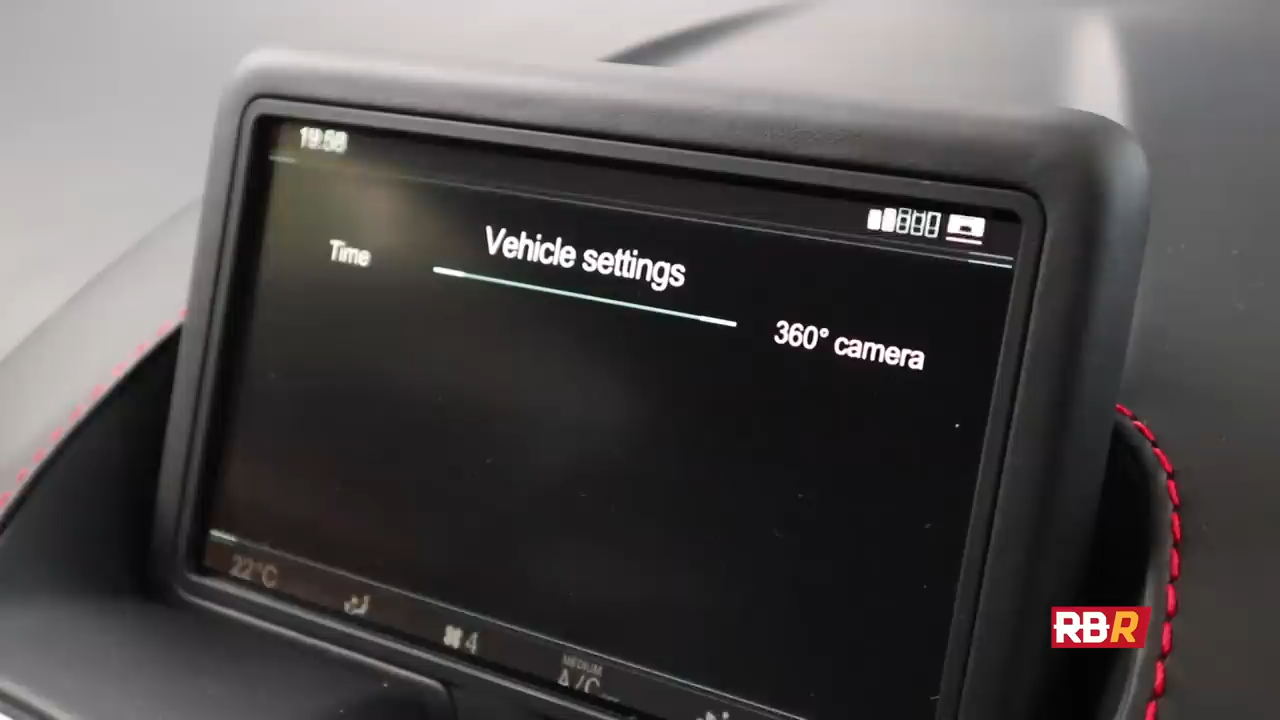 19:58
Time
Vehicle settings
360° camera
22°C
4
MEDIUM
A/C
RBR